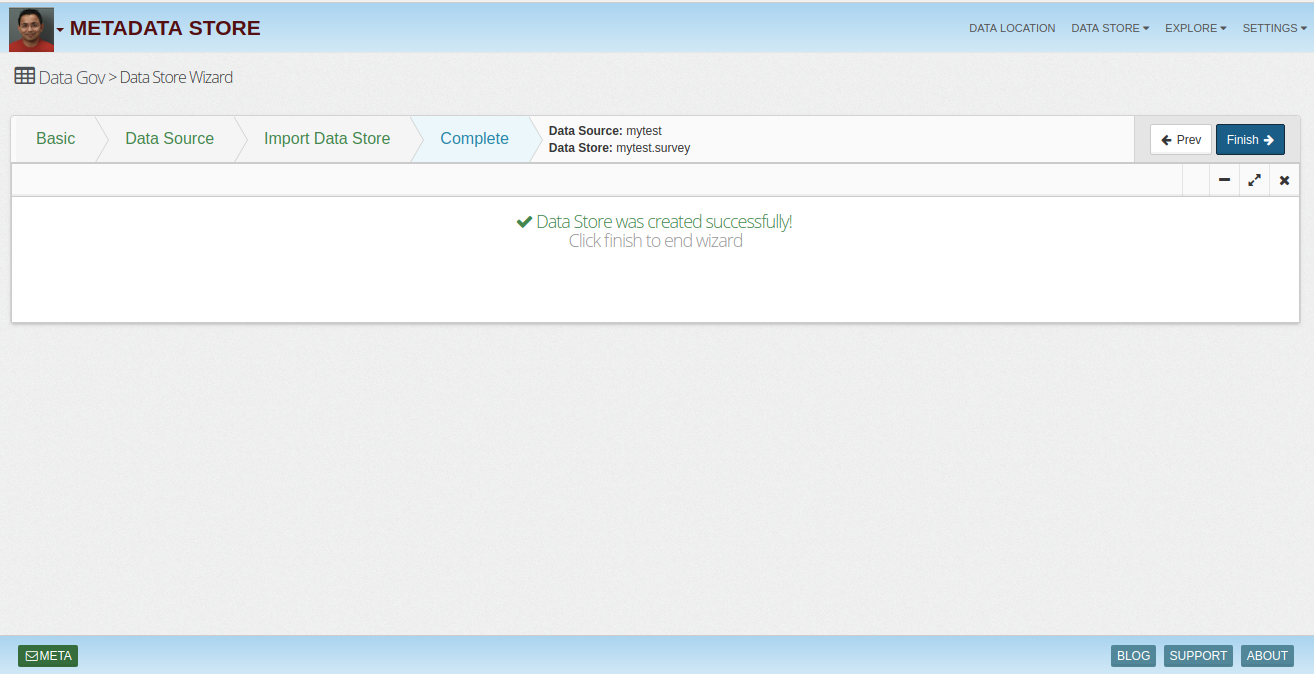 METADATA STORE
DATA LOCATION DATA STORE EXPLORE SETTINGS
Data Gov > Data Store Wizard
Basic Data Source Import Data Store Complete
Data Source: mytest
Data Store: mytest.survey
Prev Finish
Data Store was created successfully!
Click finish to end wizard
META BLOG SUPPORT ABOUT